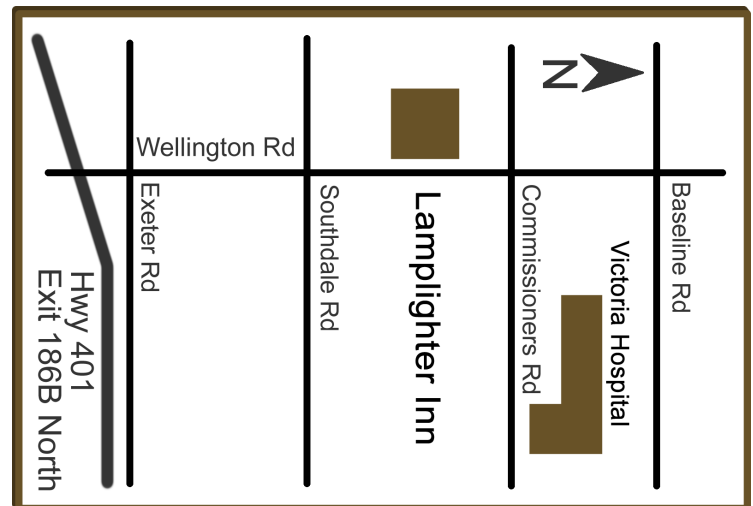 N
Wellington Rd
Exeter Rd
Southdale Rd
Lamplighter Inn
Commissioners Rd
Victoria Hospital
Baseline Rd
Hwy 401
Exit 186B North